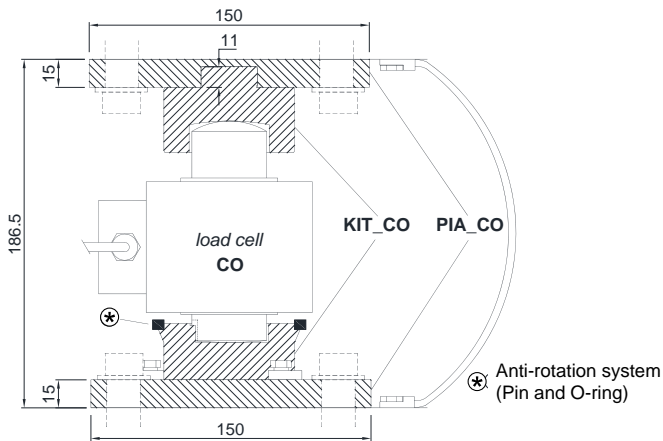 150
11
15
186.5
load cell
CO
KIT_CO
PIA_CO
15
150
Anti-rotation system
(Pin and O-ring)